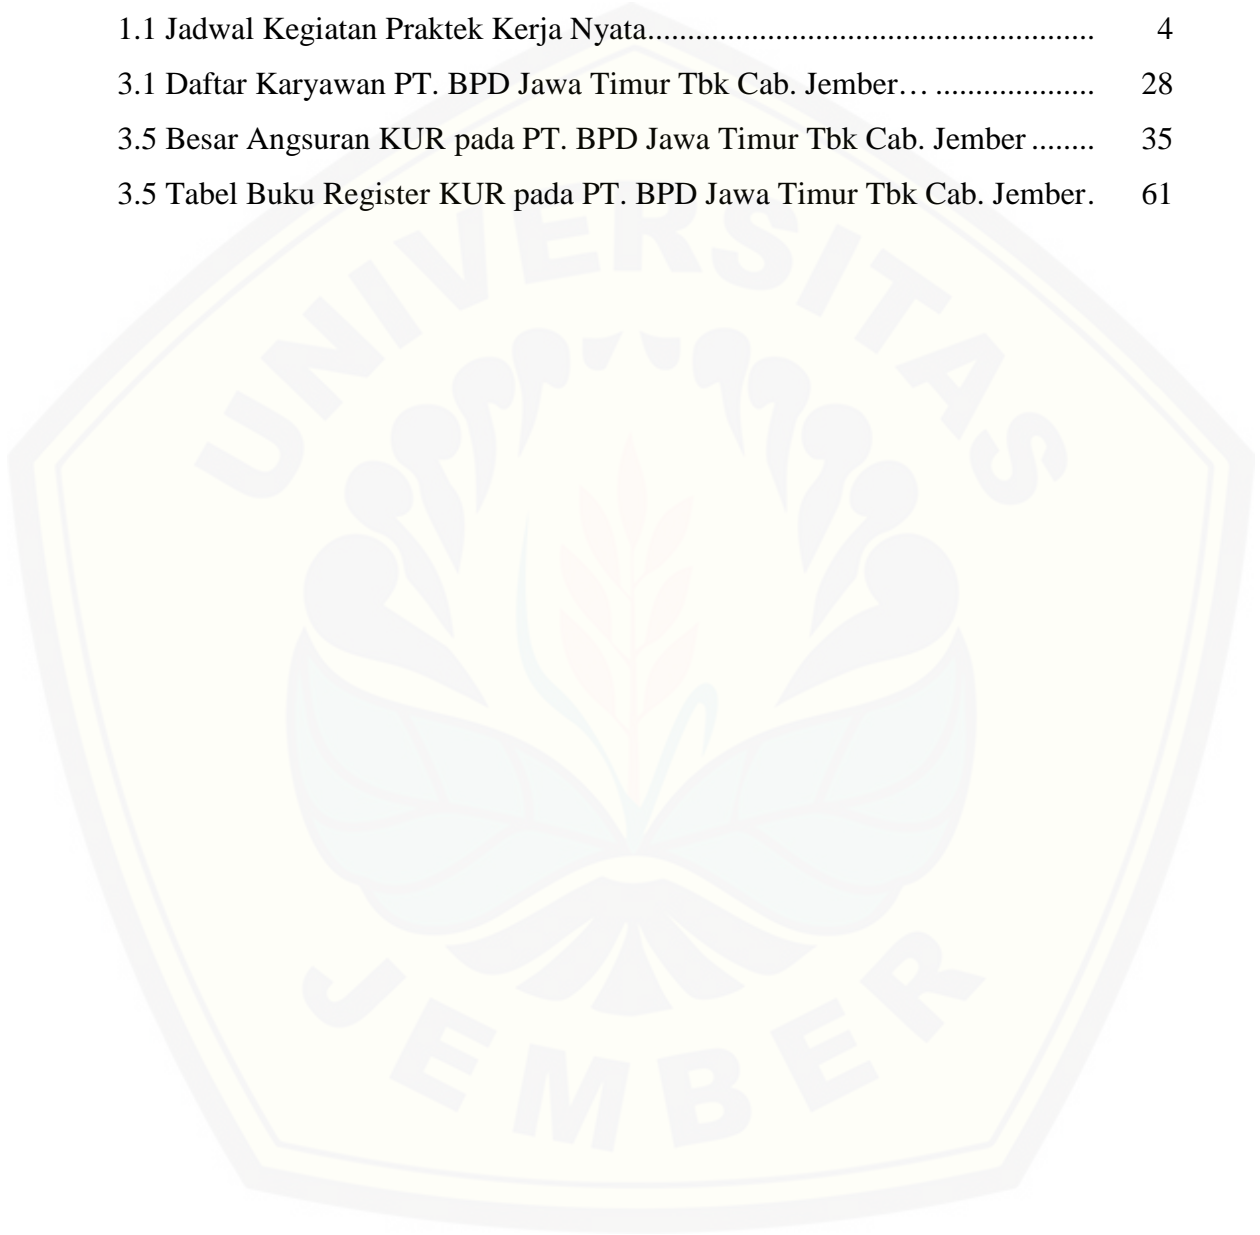 1.1 Jadwal Kegiatan Praktek Kerja Nyata........................................................ 4
3.1 Daftar Karyawan PT. BPD Jawa Timur Tbk Cab. Jember… .................... 28
3.5 Besar Angsuran KUR pada PT. BPD Jawa Timur Tbk Cab. Jember ........ 35
3.5 Tabel Buku Register KUR pada PT. BPD Jawa Timur Tbk Cab. Jember. 61
UNIVERSITAS
JEMBER